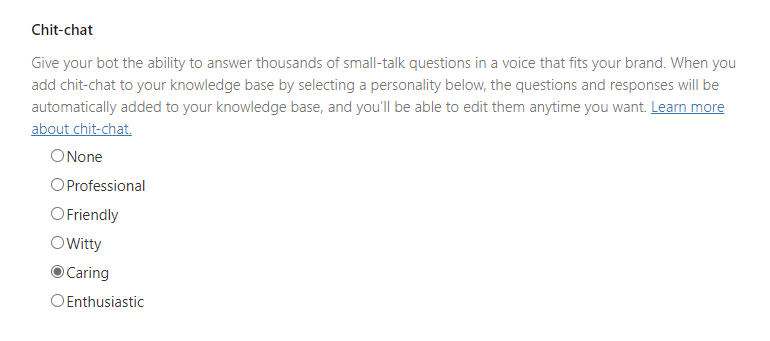 Chit-chat
Give your bot the ability to answer thousands of small-talk questions in a voice that fits your brand. When you
add chit-chat to your knowledge base by selecting a personality below, the questions and responses will be
automatically added to your knowledge base, and you'll be able to edit them anytime you want. Learn more
about chit-chat.
None
Professional
Friendly
Witty
Caring
Enthusiastic